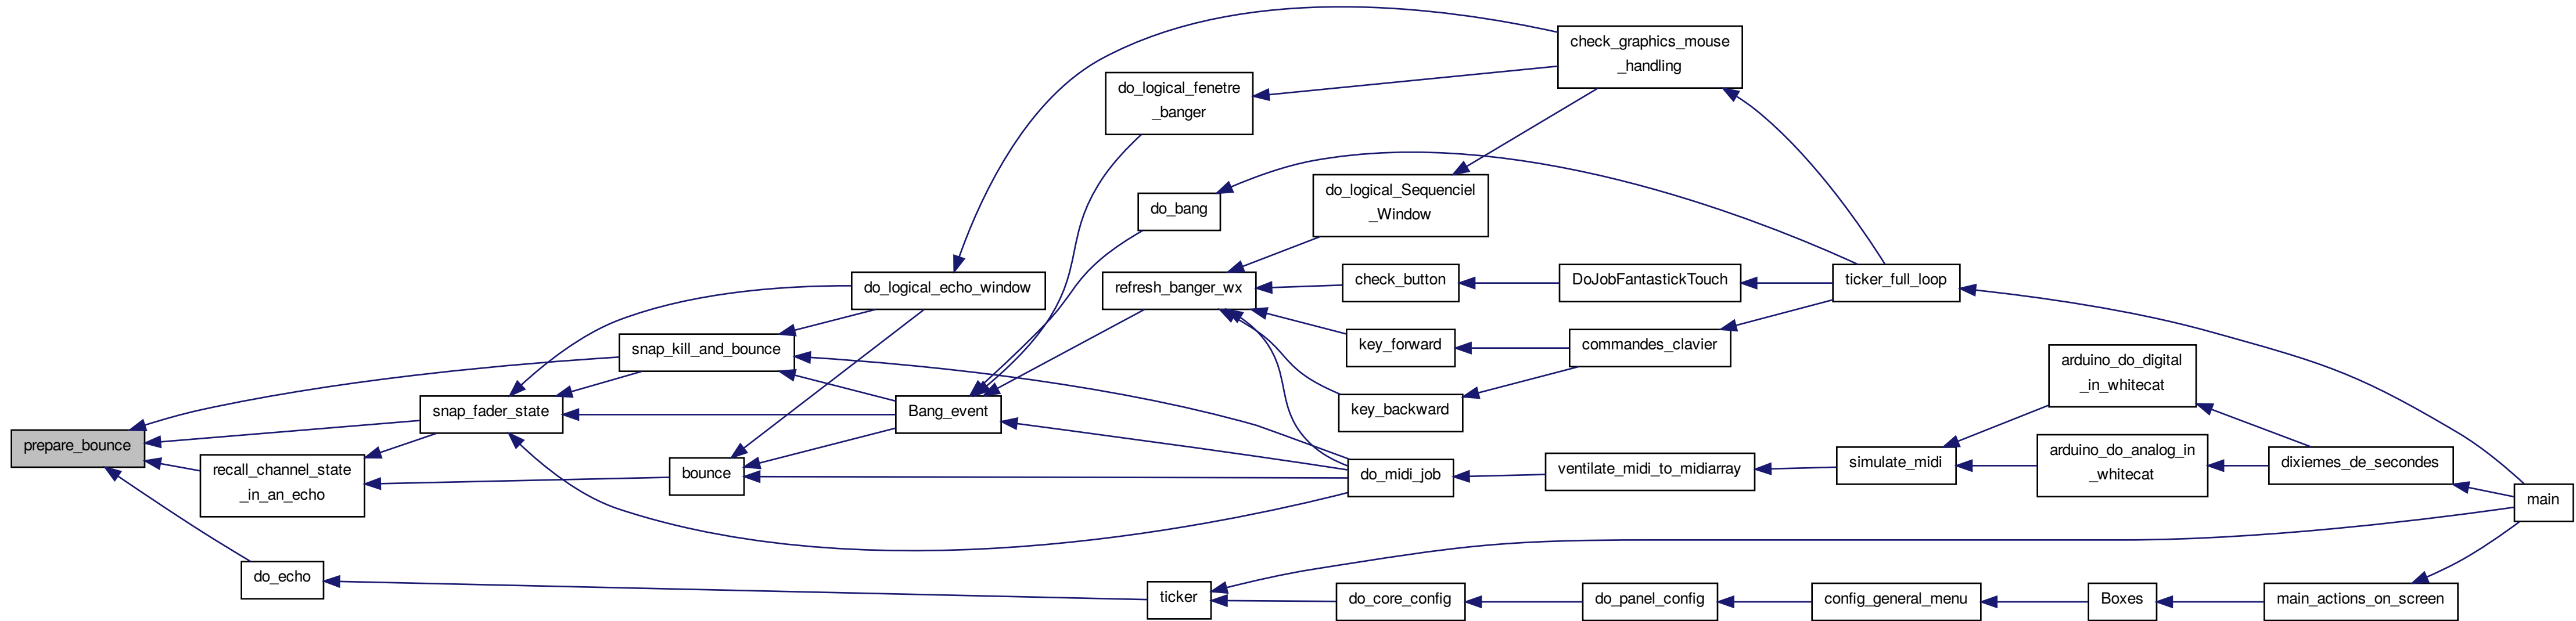 check_graphics_mouse
_handling
do_logical_fenetre
_banger
do_bang
do_logical_Sequenciel
_Window
do_logical_echo_window
refresh_banger_wx
check_button
DoJobFantastickTouch
ticker_full_loop
snap_kill_and_bounce
key_forward
commandes_clavier
arduino_do_digital
_in_whitecat
snap_fader_state
Bang_event
key_backward
prepare_bounce
recall_channel_state
_in_an_echo
bounce
do_midi_job
ventilate_midi_to_midiarray
simulate_midi
arduino_do_analog_in
_whitecat
dixiemes_de_secondes
main
do_echo
ticker
do_core_config
do_panel_config
config_general_menu
Boxes
main_actions_on_screen